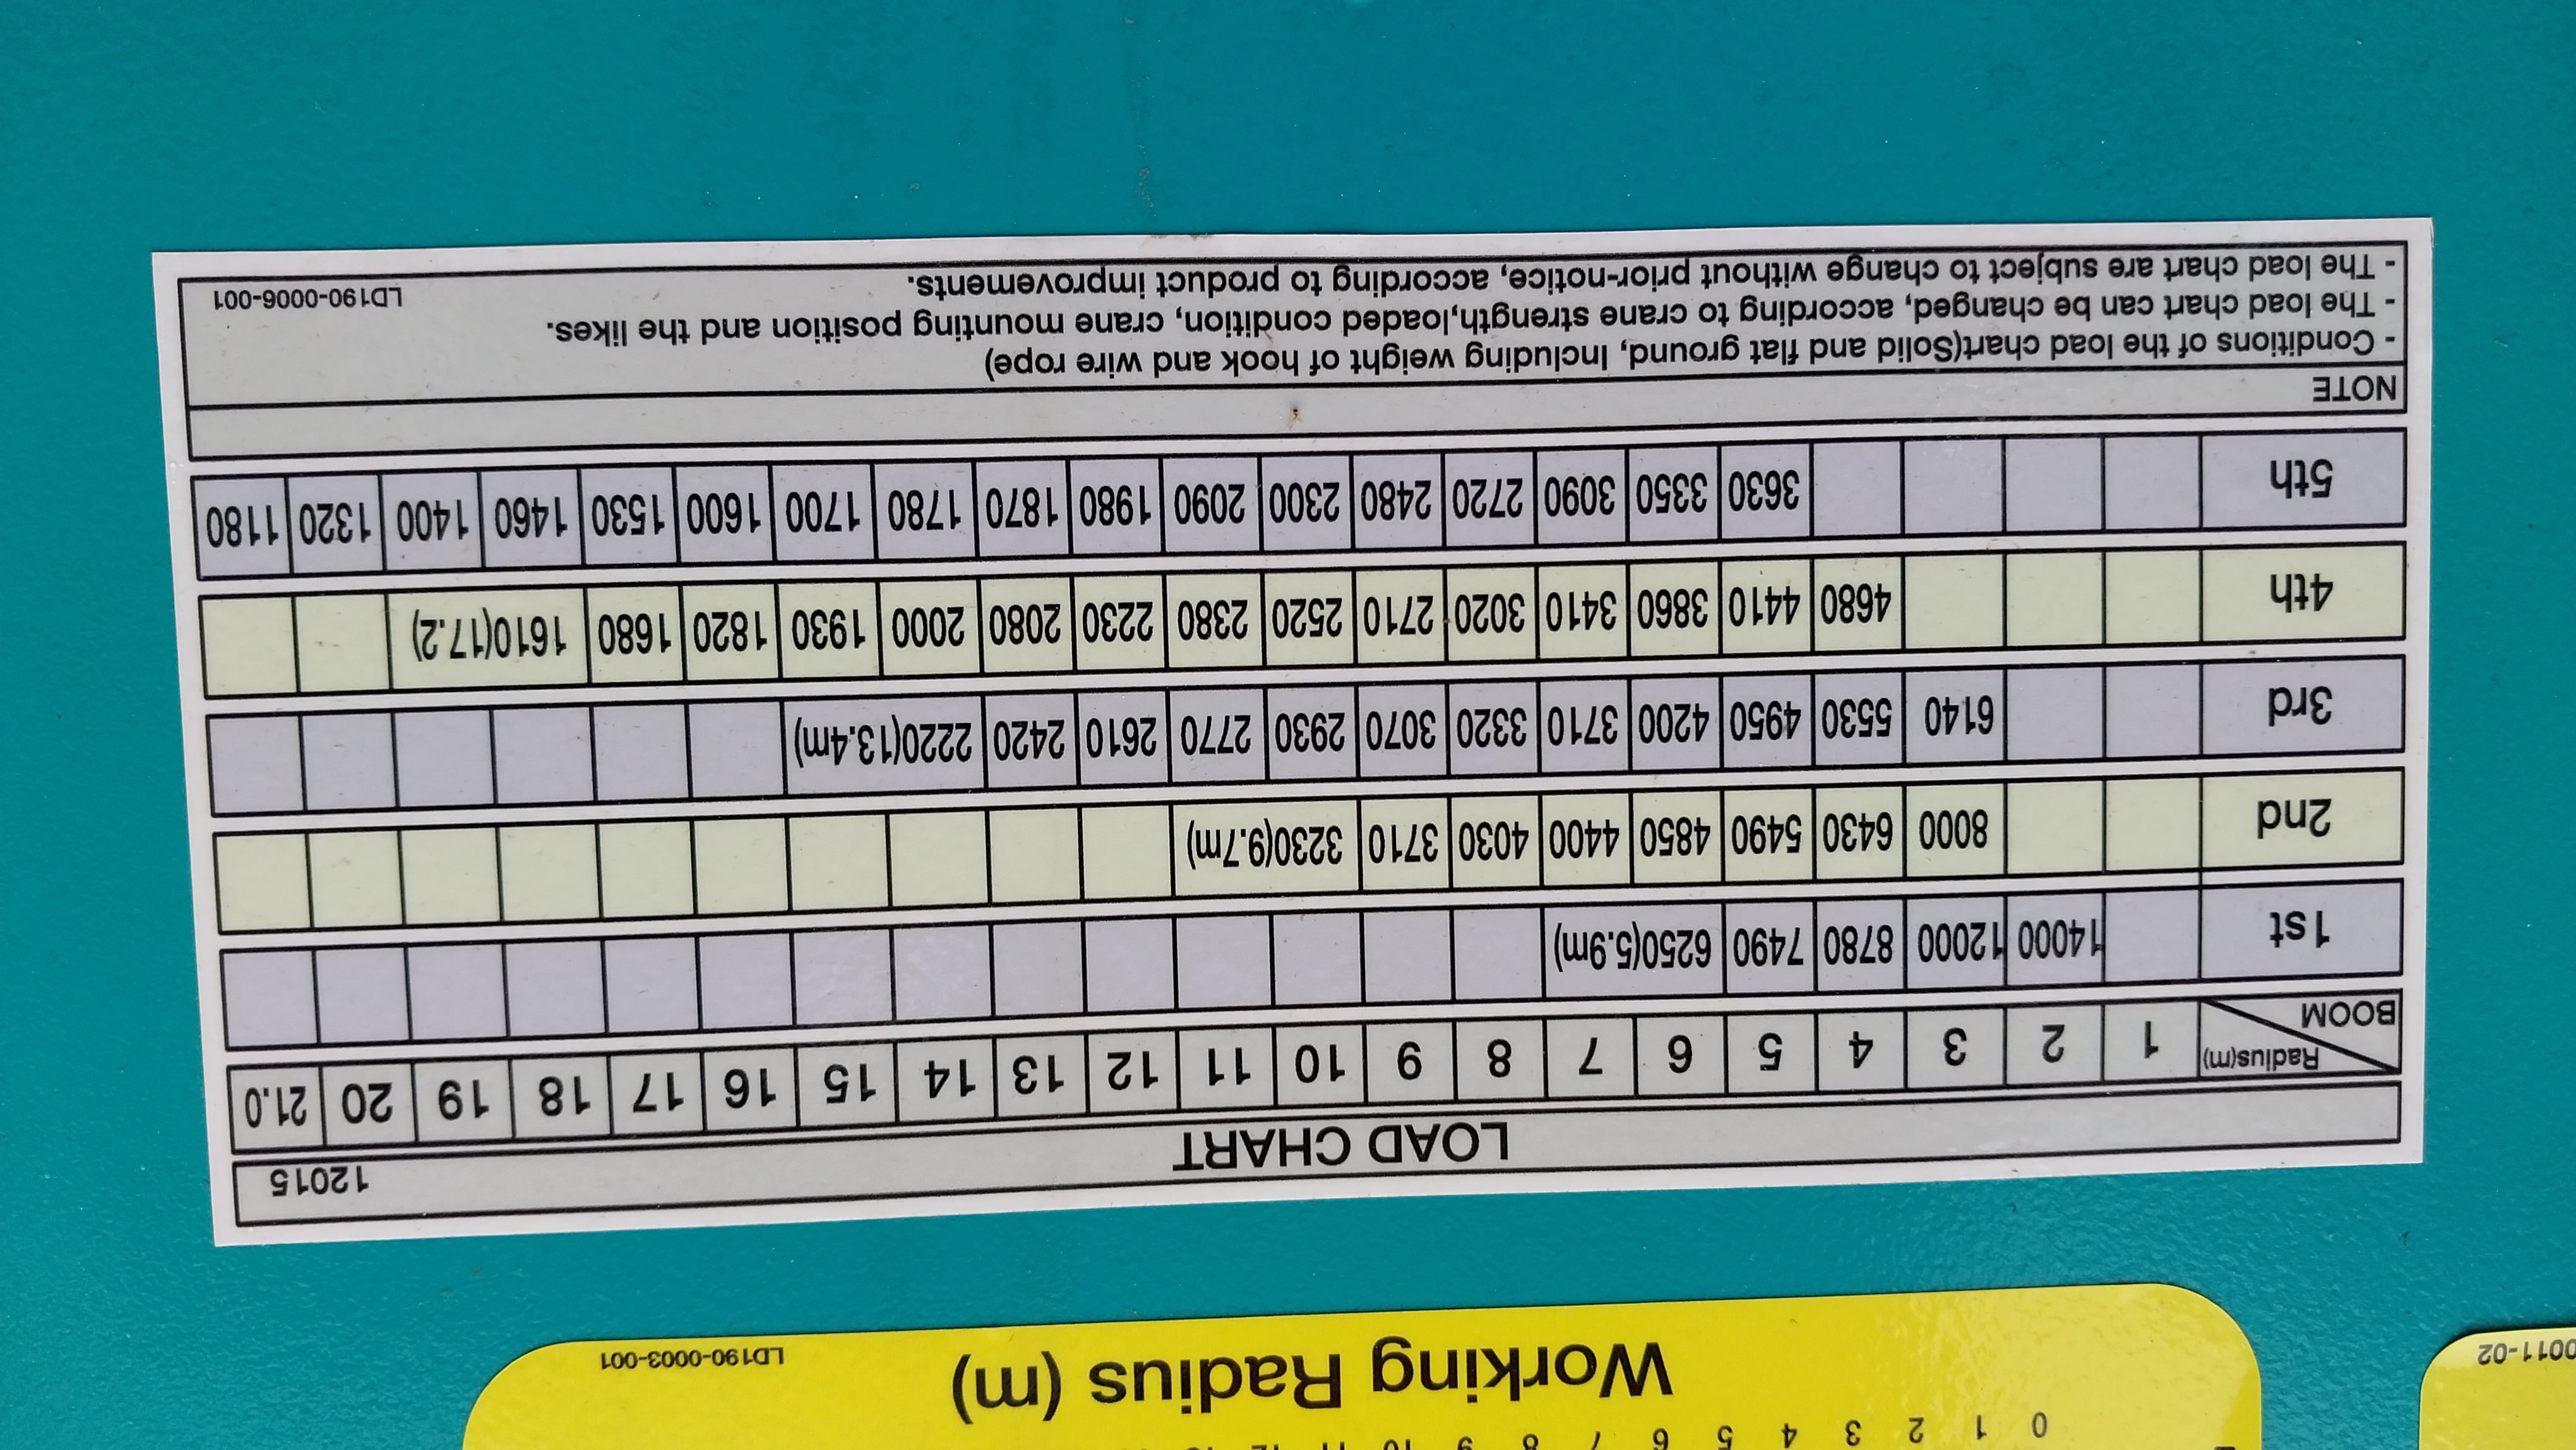 LOAD CHART
12015
Radius(m)
BOOM
1 2 3 4 5 6 7 8 9 10 11 12 13 14 15 16 17 18 19 20 21.0
1st 14000 12000 8780 7490 6250(5.9m)
2nd 8000 6430 5490 4850 4400 4030 3710 3230(9.7m)
3rd 6140 5530 4950 4200 3710 3320 3070 2930 2770 2610 2420 2220(13.4m)
4th 4680 4410 3860 3410 3020 2710 2520 2380 2230 2080 2000 1930 1820 1680 1610(17.2)
5th 3630 3350 3090 2720 2480 2300 2090 1980 1870 1780 1700 1600 1530 1460 1400 1320 1180
NOTE
- Conditions of the load chart(Solid and flat ground, Including weight of hook and wire rope)
- The load chart can be changed, according to crane strength,loaded condition, crane mounting position and the likes.
- The load chart are subject to change without prior-notice, according to product improvements.
LD190-0006-001
Working Radius (m)
LD190-0003-001
0 1 2 3 4 5 6 7 8 9 10 11 12